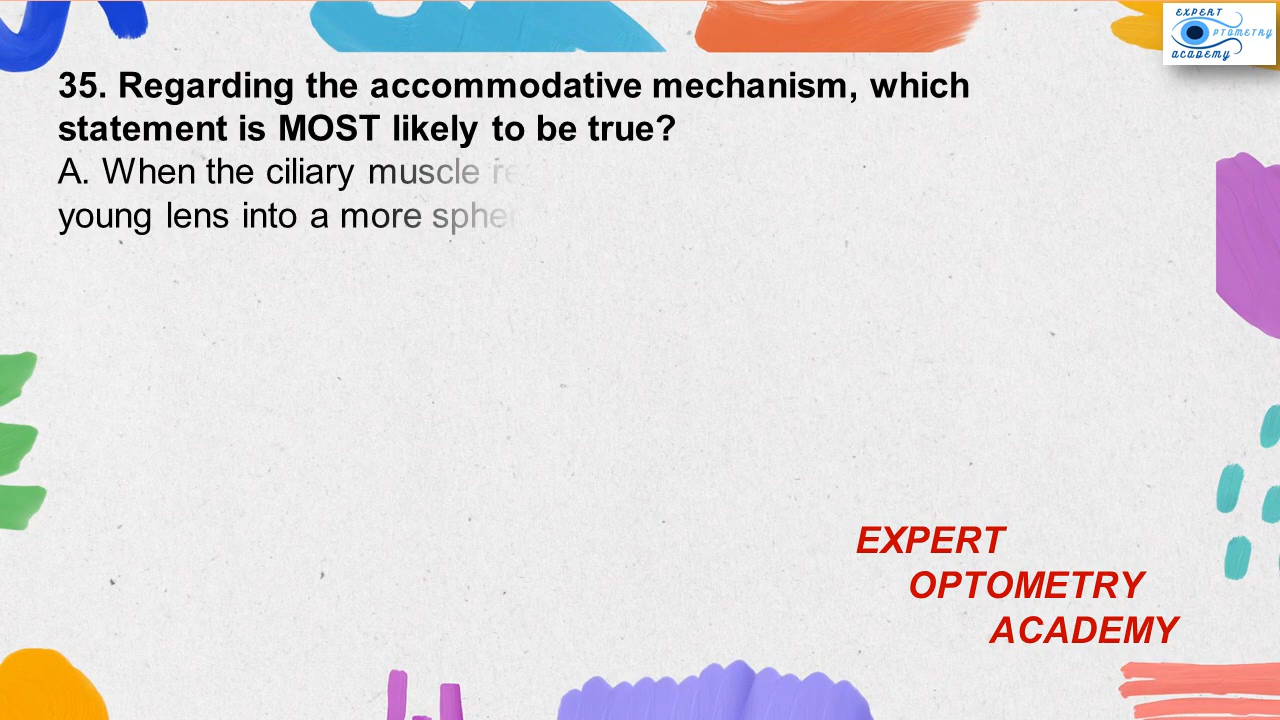 EXPERT
OPTOMETRY
academy
35. Regarding the accommodative mechanism, which
statement is MOST likely to be true?
A. When the ciliary muscle
young lens into a more
EXPERT
OPTOMETRY
ACADEMY